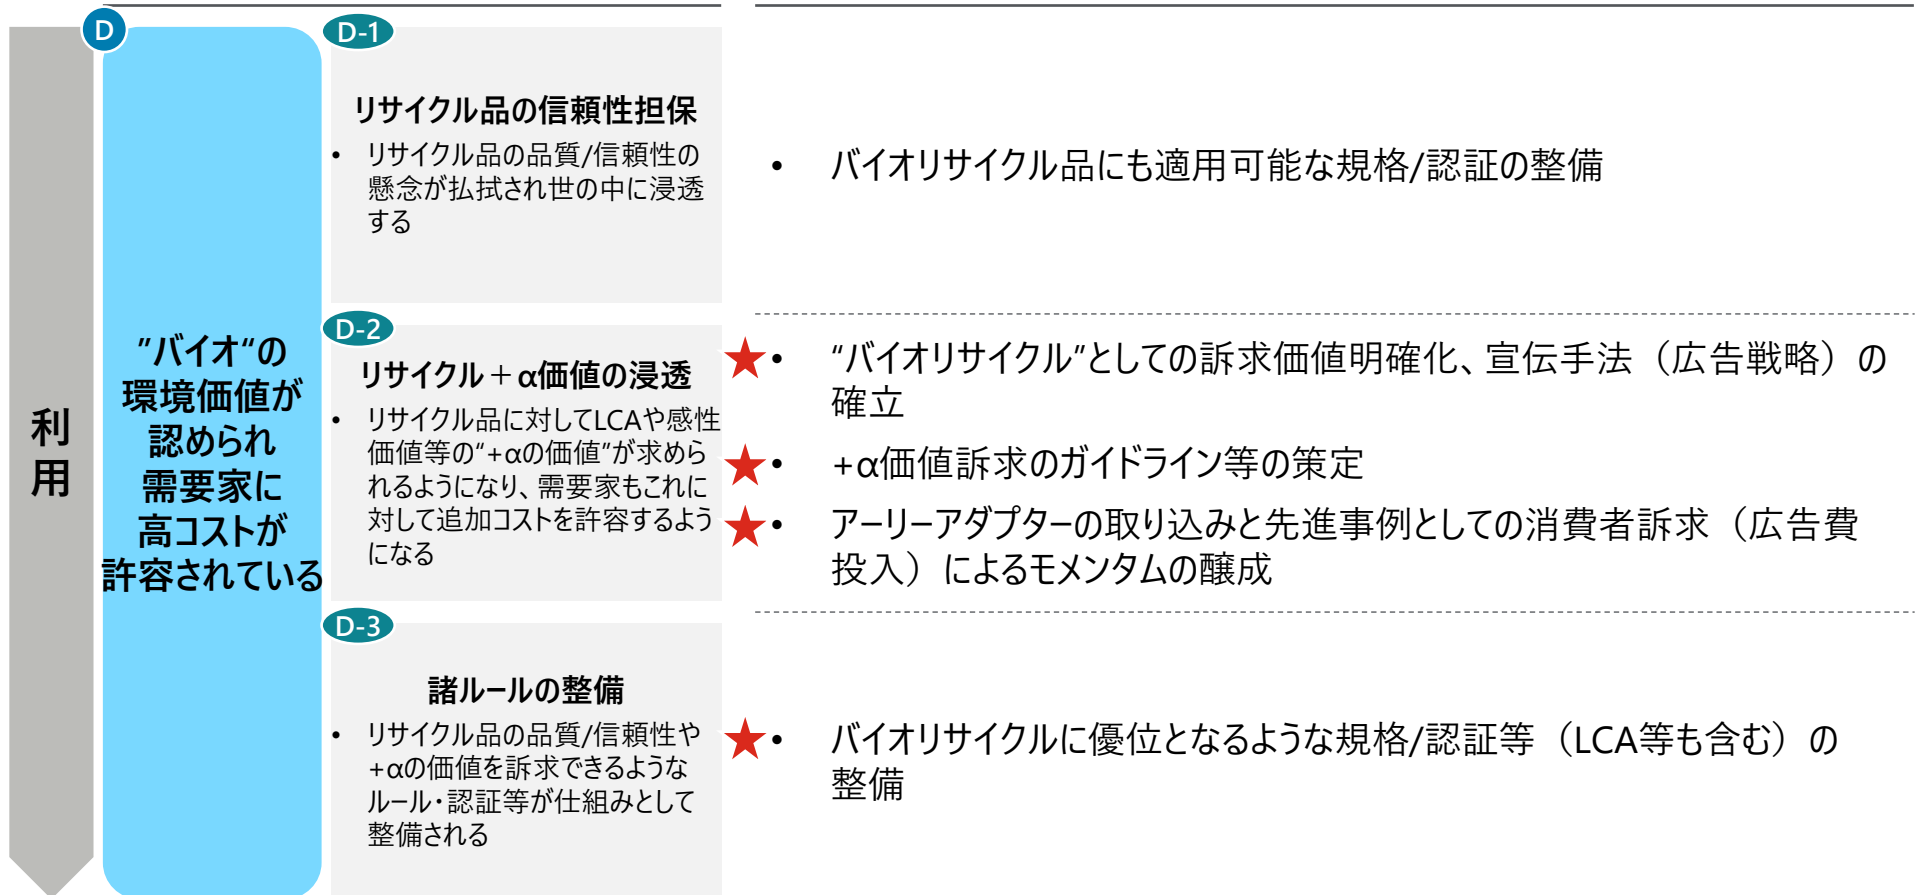 利
用
D
”バイオ“の
環境価値が
認められ
需要家に
高コストが
許容されている
D-1
リサイクル品の信頼性担保
• リサイクル品の品質/信頼性の
懸念が払拭され世の中に浸透
する
• バイオリサイクル品にも適用可能な規格/認証の整備
D-2
リサイクル＋α価値の浸透
• リサイクル品に対してLCAや感性
価値等の“+αの価値”が求めら
れるようになり、需要家もこれに
対して追加コストを許容するよう
になる
★• “バイオリサイクル”としての訴求価値明確化、宣伝手法（広告戦略）の
確立
★• +α価値訴求のガイドライン等の策定
★• アーリーアダプターの取り込みと先進事例としての消費者訴求（広告費
投入）によるモメンタムの醸成
D-3
諸ルールの整備
• リサイクル品の品質/信頼性や
+αの価値を訴求できるような
ルール・認証等が仕組みとして
整備される
★• バイオリサイクルに優位となるような規格/認証等（LCA等も含む）の
整備